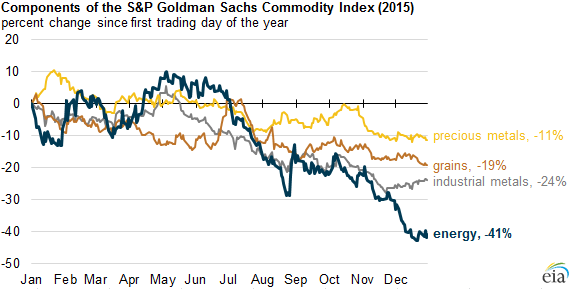 Components of the S&P Goldman Sachs Commodity Index (2015)
percent change since first trading day of the year
20
10
0
-10
-20
-30
-40
-50
precious metals, -11%
grains, -19%
industrial metals, -24%
energy, -41%
Jan Feb Mar Apr May Jun Jul Aug Sep Oct Nov Dec
eia